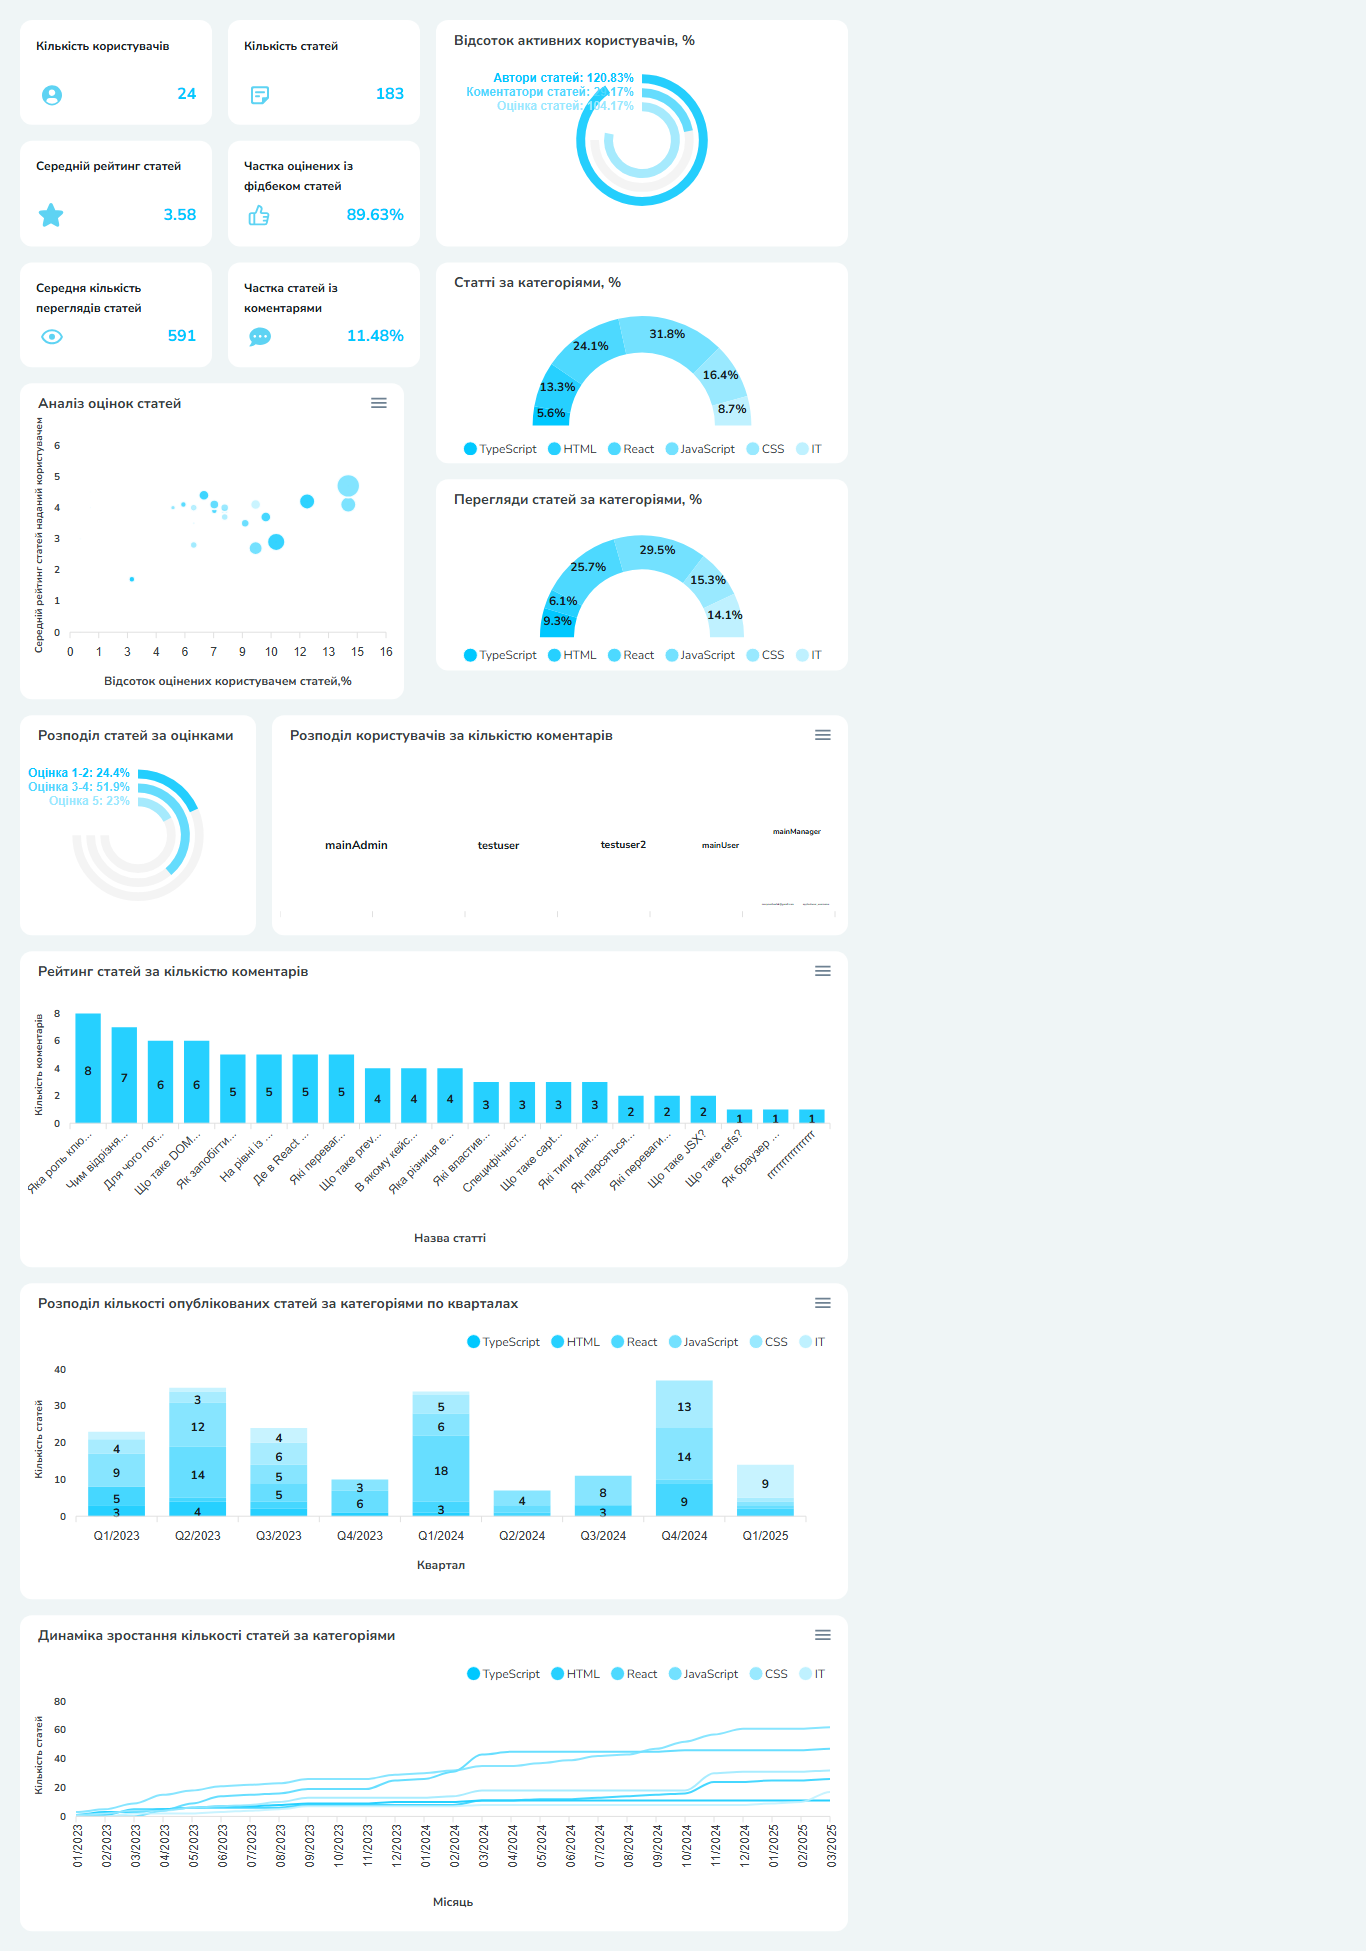 Кількість користувачів
24
Кількість статей
183
Відсоток активних користувачів, %
Автори статей: 120.83%
Коментатори статей:
Оцінка статей:
Середній рейтинг статей
3.58
Частка оцінених із
фідбеком статей
89.63%
Середня кількість
переглядів статей
591
Частка статей із
коментарями
11.48%
Статті за категоріями, %
31.8%
24.1%
16.4%
13.3%
8.7%
5.6%
TypeScript HTML React JavaScript CSS IT
Аналіз оцінок статей
Середній рейтинг статей наданий користувачем
6
5
4
3
2
1
0
0 1 3 4 6 7 9 10 12 13 15 16
Відсоток оцінених користувачем статей,%
Перегляди статей за категоріями, %
29.5%
25.7%
15.3%
6.1%
14.1%
9.3%
TypeScript HTML React JavaScript CSS IT
Розподіл статей за оцінками
Оцінка 1-2: 24.4%
Оцінка 3-4: 51.9%
Оцінка 5: 23%
Розподіл користувачів за кількістю коментарів
mainAdmin
testuser
testuser2
mainUser
mainManager
Рейтинг статей за кількістю коментарів
Кількість коментарів
8
6
4
2
0
8 7 6 6 5 5 5 5 4 4 4 3 3 3 3 2 2 2 1 1 1
Яка роль клю...
Чим відрізня...
Для чого пот...
Що таке DOM...
Як запобігти...
На рівні із ...
Де в React ...
Які переваг...
Що таке prev...
В якому кейс...
Яка різниця е...
Які властив...
Специфічніст...
Що таке capt...
Які типи дан...
Як парсяться...
Які переваги...
Що таке JSX?
Що таке refs?
Як браузер ...
Назва статті
Розподіл кількості опублікованих статей за категоріями по кварталах
TypeScript HTML React JavaScript CSS IT
Кількість статей
40
30
20
10
0
4
9
5
3
3
12
14
4
4
6
5
5
3
6
5
6
18
3
4
8
3
13
14
9
9
Q1/2023 Q2/2023 Q3/2023 Q4/2023 Q1/2024 Q2/2024 Q3/2024 Q4/2024 Q1/2025
Квартал
Динаміка зростання кількості статей за категоріями
TypeScript HTML React JavaScript CSS IT
Кількість статей
80
60
40
20
0
01/2023
02/2023
03/2023
04/2023
05/2023
06/2023
07/2023
08/2023
09/2023
10/2023
11/2023
12/2023
01/2024
02/2024
03/2024
04/2024
05/2024
06/2024
07/2024
08/2024
09/2024
10/2024
11/2024
12/2024
01/2025
02/2025
03/2025
Місяць